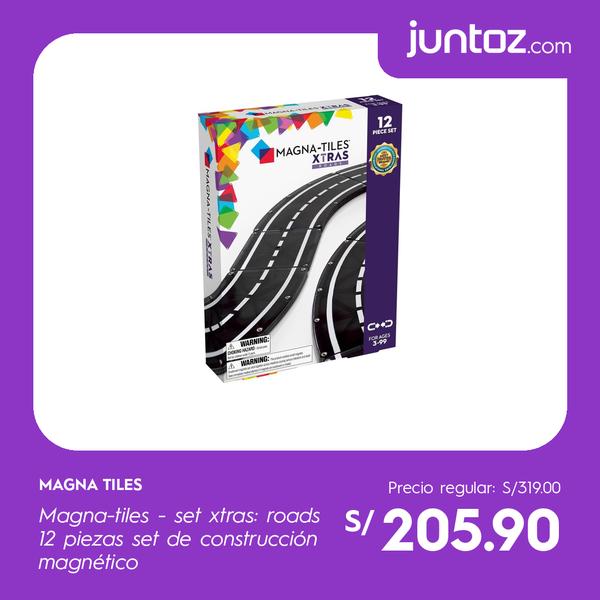 juntoz.com
12
PIECE SET
MAGNA-TILES
XTRAS
ROADS
MAGNA-TILES XTRAS
FOR AGES
3-99
WARNING:
CHOKING HAZARD
WARNING:
MAGNA TILES
Precio regular: S/319.00
Magna-tiles - set xtras: roads
12 piezas set de construcción
magnético
S/ 205.90